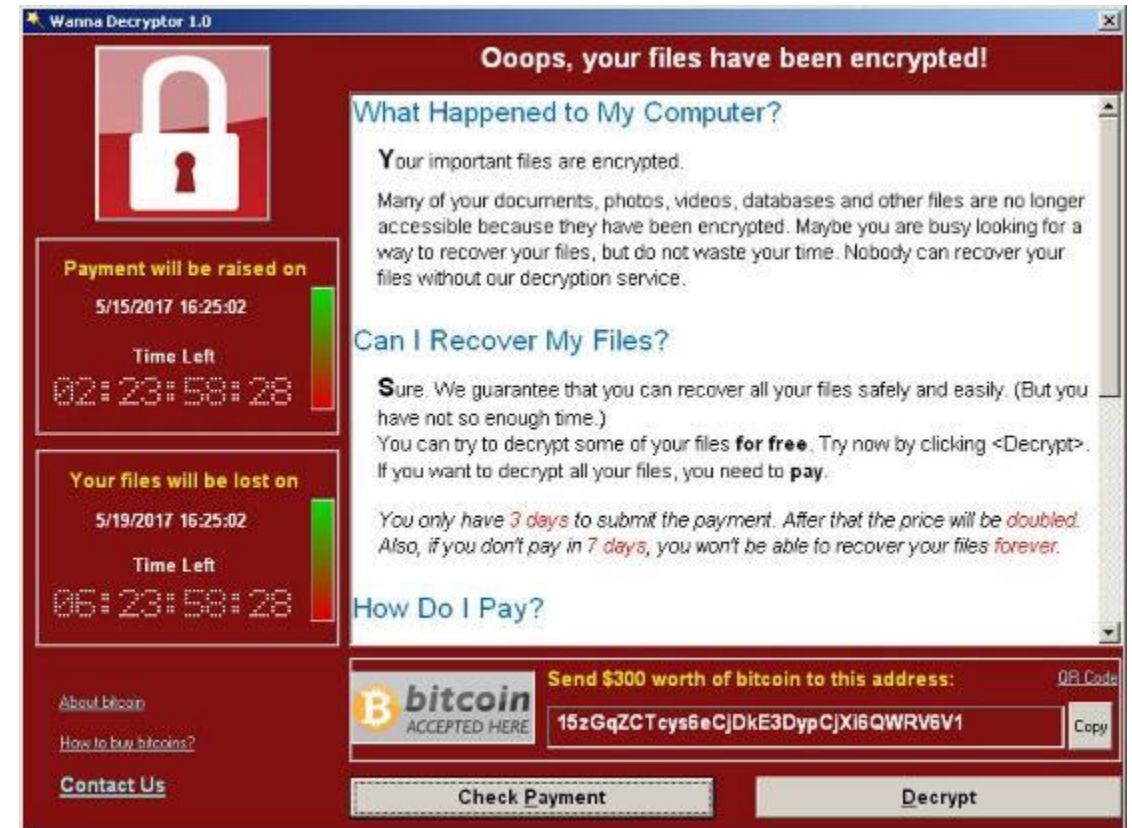 Wanna Decryptor 1.0
Ooops, your files have been encrypted!
Payment will be raised on
5/15/2017 16:25:02
Time Left
02:23:58:28
Your files will be lost on
5/19/2017 16:25:02
Time Left
06:23:58:28
About bitcoin
How to buy bitcoins?
Contact Us
What Happened to My Computer?
Your important files are encrypted.
Many of your documents, photos, videos, databases and other files are no longer
accessible because they have been encrypted. Maybe you are busy looking for a
way to recover your files, but do not waste your time. Nobody can recover your
files without our decryption service.
Can I Recover My Files?
Sure. We guarantee that you can recover all your files safely and easily. (But you
have not so enough time.)
You can try to decrypt some of your files for free. Try now by clicking <Decrypt>.
If you want to decrypt all your files, you need to pay.
You only have 3 days to submit the payment. After that the price will be doubled.
Also, if you don't pay in 7 days, you won't be able to recover your files forever.
How Do I Pay?
bitcoin
ACCEPTED HERE
Send $300 worth of bitcoin to this address:
QR Code
15zGqZCTcys6eCjDkE3DypCjXi6QWRV6V1
Copy
Check Payment
Decrypt